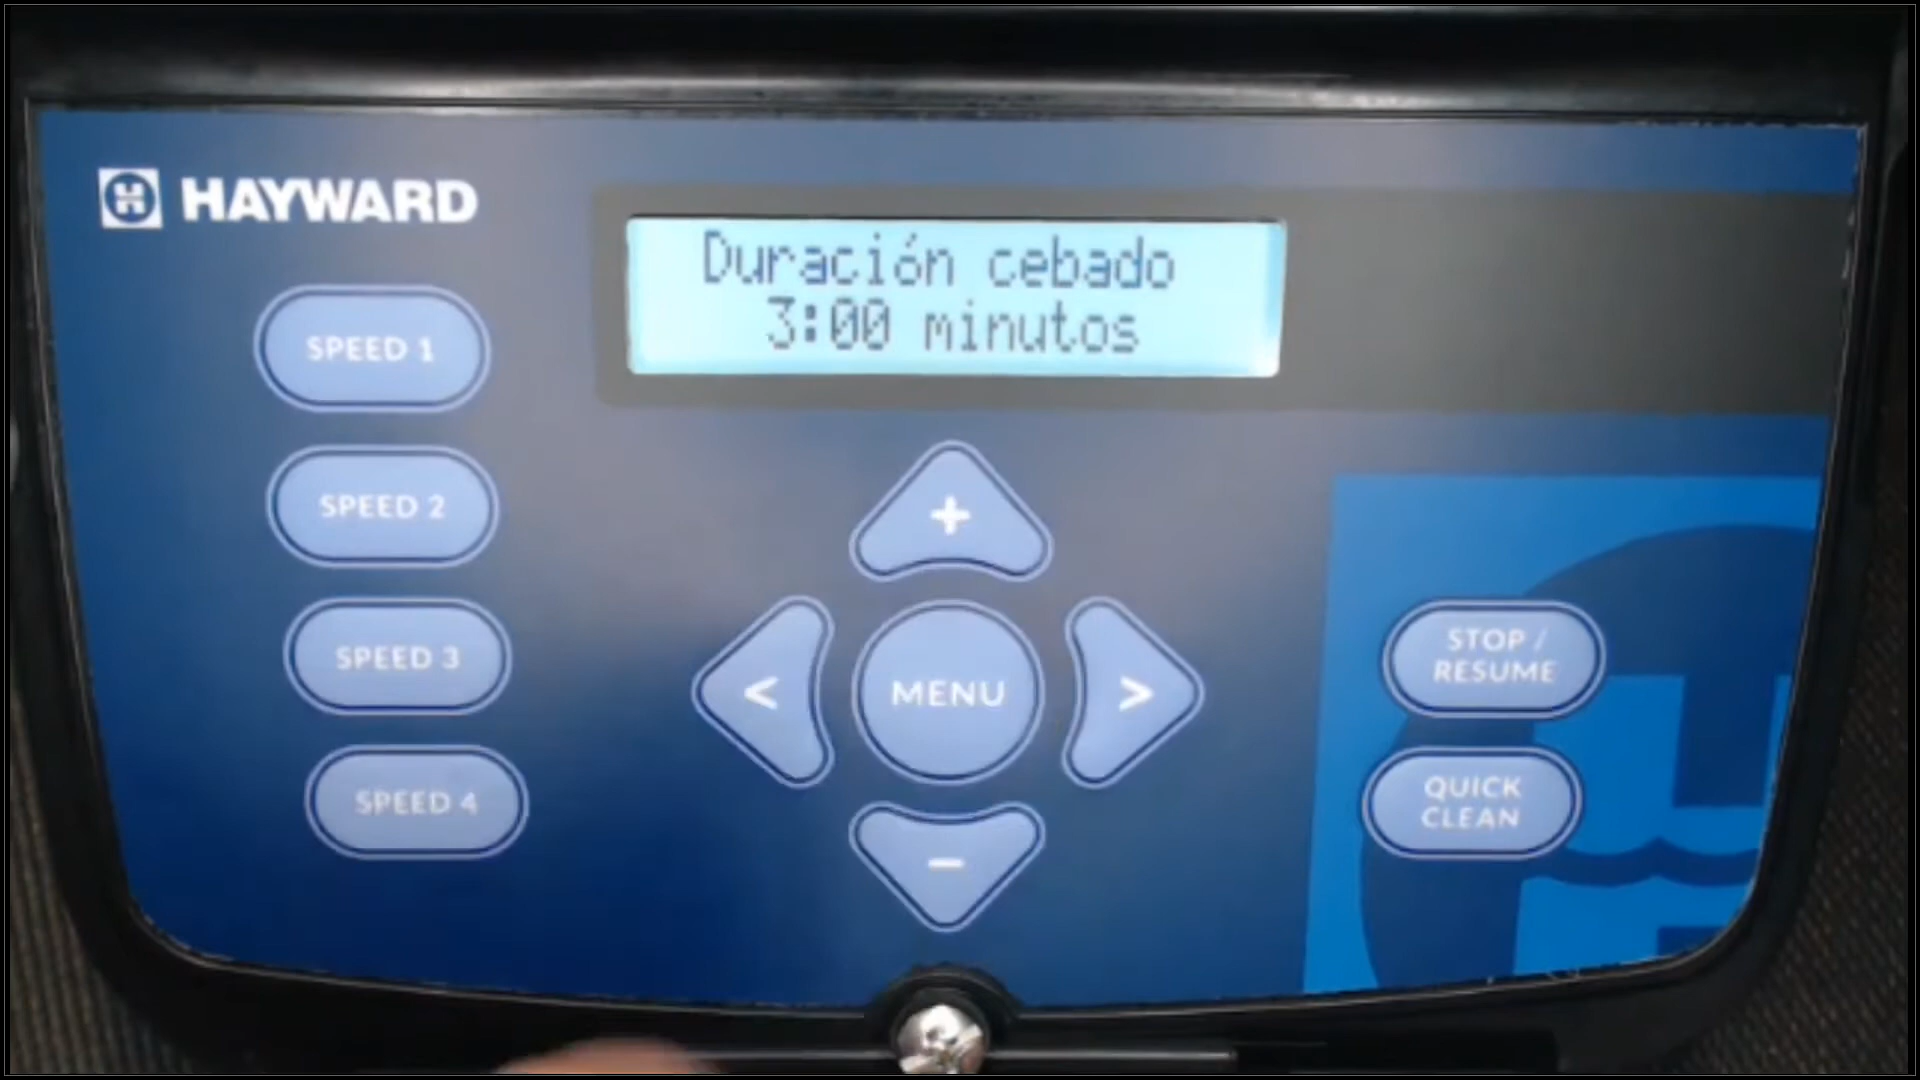 HAYWARD
Duración cebado
3:00 minutos
SPEED 1
SPEED 2
SPEED 3
SPEED 4
+
<
MENU
>
−
STOP /
RESUME
QUICK
CLEAN